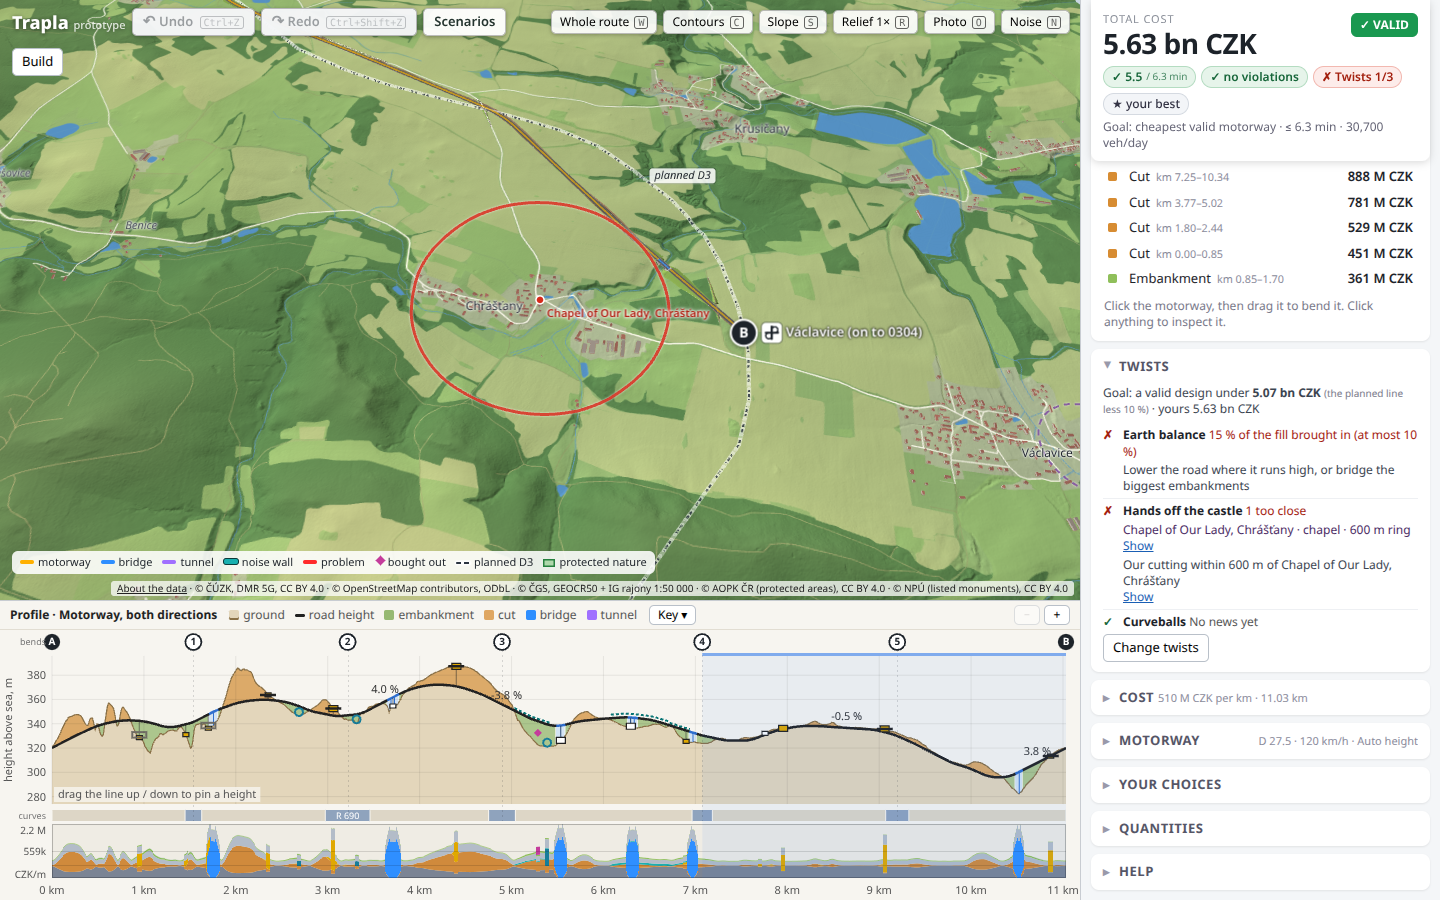 Trapla prototype
↶ Undo Ctrl+Z
↷ Redo Ctrl+Shift+Z
Scenarios
Whole route W
Contours C
Slope S
Relief 1× R
Photo O
Noise N
Build
Krusičany
planned D3
Benice
Chrášťany
Chapel of Our Lady, Chrášťany
B
Václavice (on to 0304)
Václavice
motorway bridge tunnel noise wall problem bought out planned D3 protected nature
About the data · © ČÚZK, DMR 5G, CC BY 4.0 · © OpenStreetMap contributors, ODbL · © ČGS, GEOCR50 + IG rajony 1:50 000 · © AOPK ČR (protected areas), CC BY 4.0 · © NPÚ (listed monuments), CC BY 4.0
TOTAL COST
5.63 bn CZK
✓ VALID
✓ 5.5 / 6.3 min
✓ no violations
✗ Twists 1/3
★ your best
Goal: cheapest valid motorway · ≤ 6.3 min · 30,700
veh/day
Cut km 7.25–10.34 888 M CZK
Cut km 3.77–5.02 781 M CZK
Cut km 1.80–2.44 529 M CZK
Cut km 0.00–0.85 451 M CZK
Embankment km 0.85–1.70 361 M CZK
Click the motorway, then drag it to bend it. Click
anything to inspect it.
▼ TWISTS
Goal: a valid design under 5.07 bn CZK (the planned line
less 10 %) · yours 5.63 bn CZK
✗ Earth balance 15 % of the fill brought in (at most 10
%)
Lower the road where it runs high, or bridge the
biggest embankments
✗ Hands off the castle 1 too close
Chapel of Our Lady, Chrášťany · chapel · 600 m ring
Show
Our cutting within 600 m of Chapel of Our Lady,
Chrášťany
Show
✓ Curveballs No news yet
Change twists
▶ COST 510 M CZK per km · 11.03 km
▶ MOTORWAY D 27.5 · 120 km/h · Auto height
▶ YOUR CHOICES
▶ QUANTITIES
▶ HELP
Profile · Motorway, both directions
ground road height embankment cut bridge tunnel
Key ▾
−
+
bends A 1 2 3 4 5 B
height above sea, m
380
360
340
320
300
280
4.0 %
-3.8 %
-0.5 %
3.8 %
drag the line up / down to pin a height
curves
R 690
2.2 M
559k
CZK/m
0 km 1 km 2 km 3 km 4 km 5 km 6 km 7 km 8 km 9 km 10 km 11 km